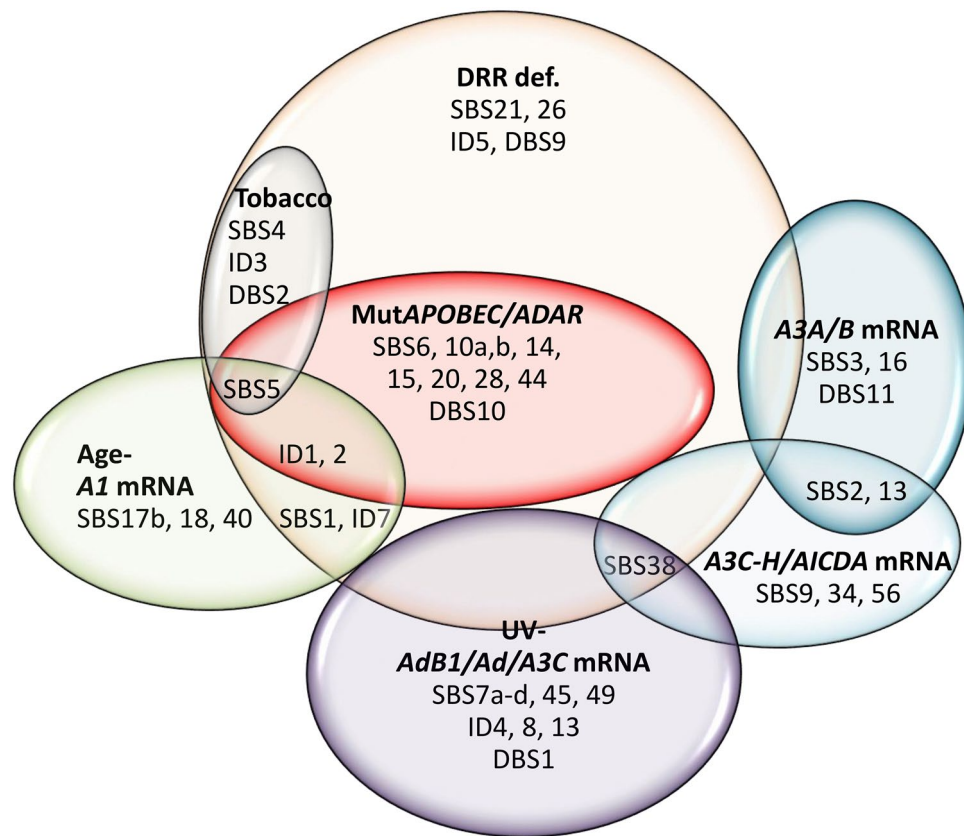 DRR def.
SBS21, 26
ID5, DBS9
Tobacco
SBS4
ID3
DBS2
MutAPOBEC/ADAR
SBS6, 10a,b, 14,
15, 20, 28, 44
DBS10
A3A/B mRNA
SBS3, 16
DBS11
SBS5
ID1, 2
Age-
A1 mRNA
SBS17b, 18, 40
SBS1, ID7
SBS2, 13
SBS38
A3C-H/AICDA mRNA
SBS9, 34, 56
UV-
AdB1/Ad/A3C mRNA
SBS7a-d, 45, 49
ID4, 8, 13
DBS1